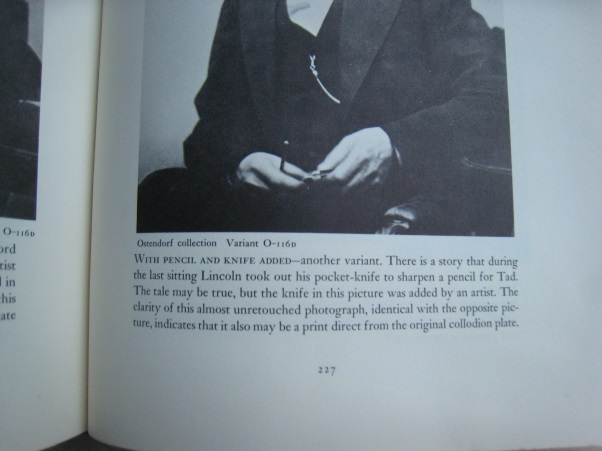 O-116D
ord
tist
d in
this
ate
Ostendorf collection Variant O-116D
WITH PENCIL AND KNIFE ADDED—another variant. There is a story that during
the last sitting Lincoln took out his pocket-knife to sharpen a pencil for Tad.
The tale may be true, but the knife in this picture was added by an artist. The
clarity of this almost unretouched photograph, identical with the opposite pic-
ture, indicates that it also may be a print direct from the original collodion plate.
227